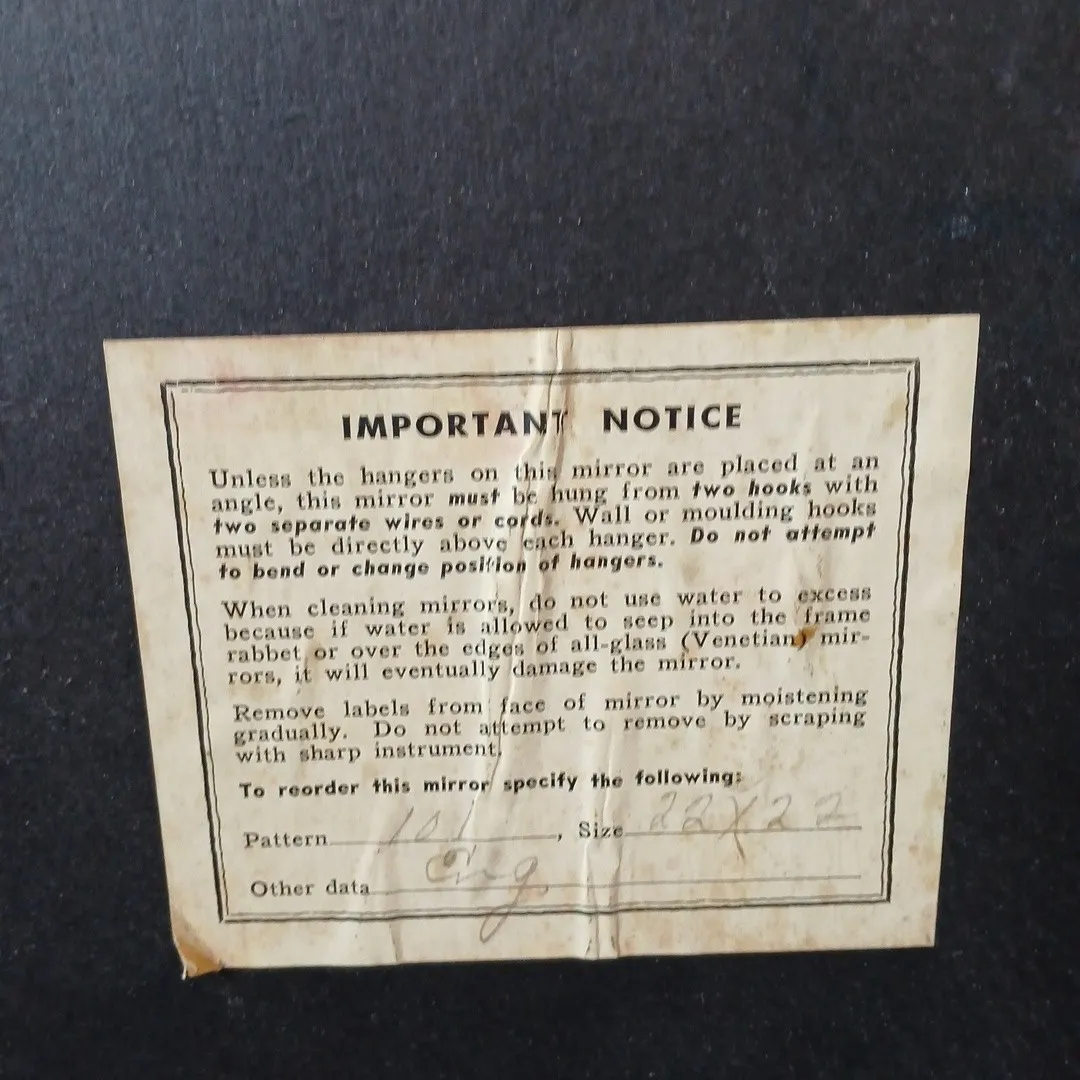 IMPORTANT NOTICE
Unless the hangers on this mirror are placed at an
angle, this mirror must be hung from two hooks with
two separate wires or cords. Wall or moulding hooks
must be directly above each hanger. Do not attempt
to bend or change position of hangers.
When cleaning mirrors, do not use water to excess
because if water is allowed to seep into the frame
rabbet or over the edges of all-glass (Venetian) mir-
rors, it will eventually damage the mirror.
Remove labels from face of mirror by moistening
gradually. Do not attempt to remove by scraping
with sharp instrument.
To reorder this mirror specify the following:
Pattern 101, Size 22X22
Other data